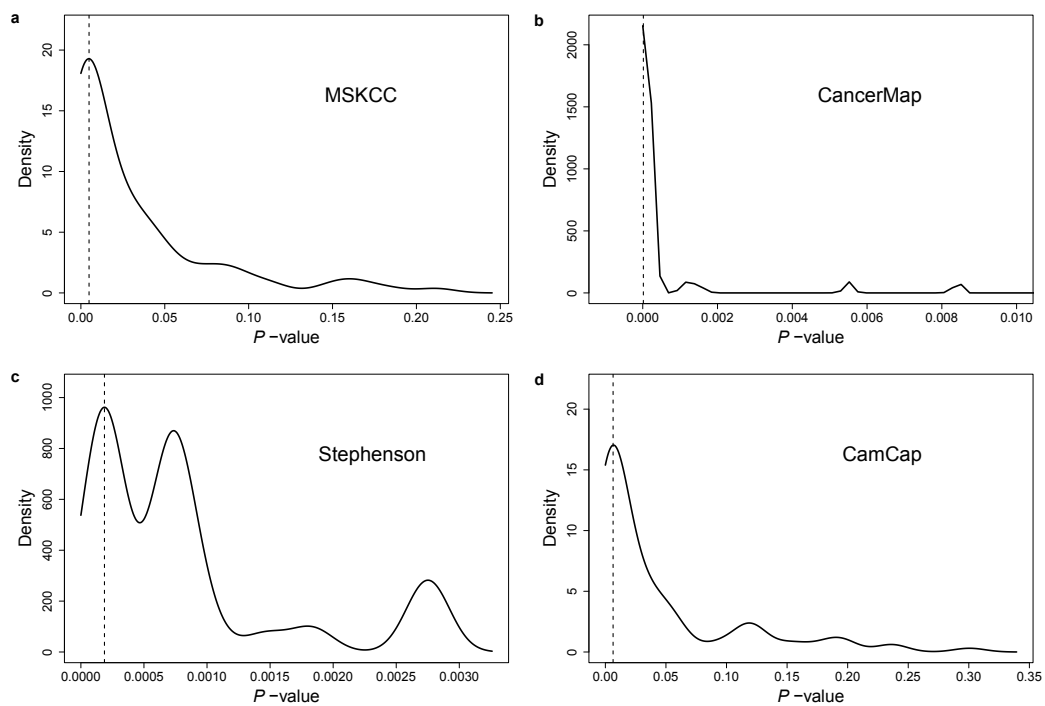 a
MSKCC
Density
0
5
10
15
20
0.00 0.05 0.10 0.15 0.20 0.25
P −value
b
CancerMap
Density
0
500
1000
1500
2000
0.000 0.002 0.004 0.006 0.008 0.010
P −value
c
Stephenson
Density
0
200
400
600
800
1000
0.0000 0.0005 0.0010 0.0015 0.0020 0.0025 0.0030
P −value
d
CamCap
Density
0
5
10
15
20
0.00 0.05 0.10 0.15 0.20 0.25 0.30 0.35
P −value